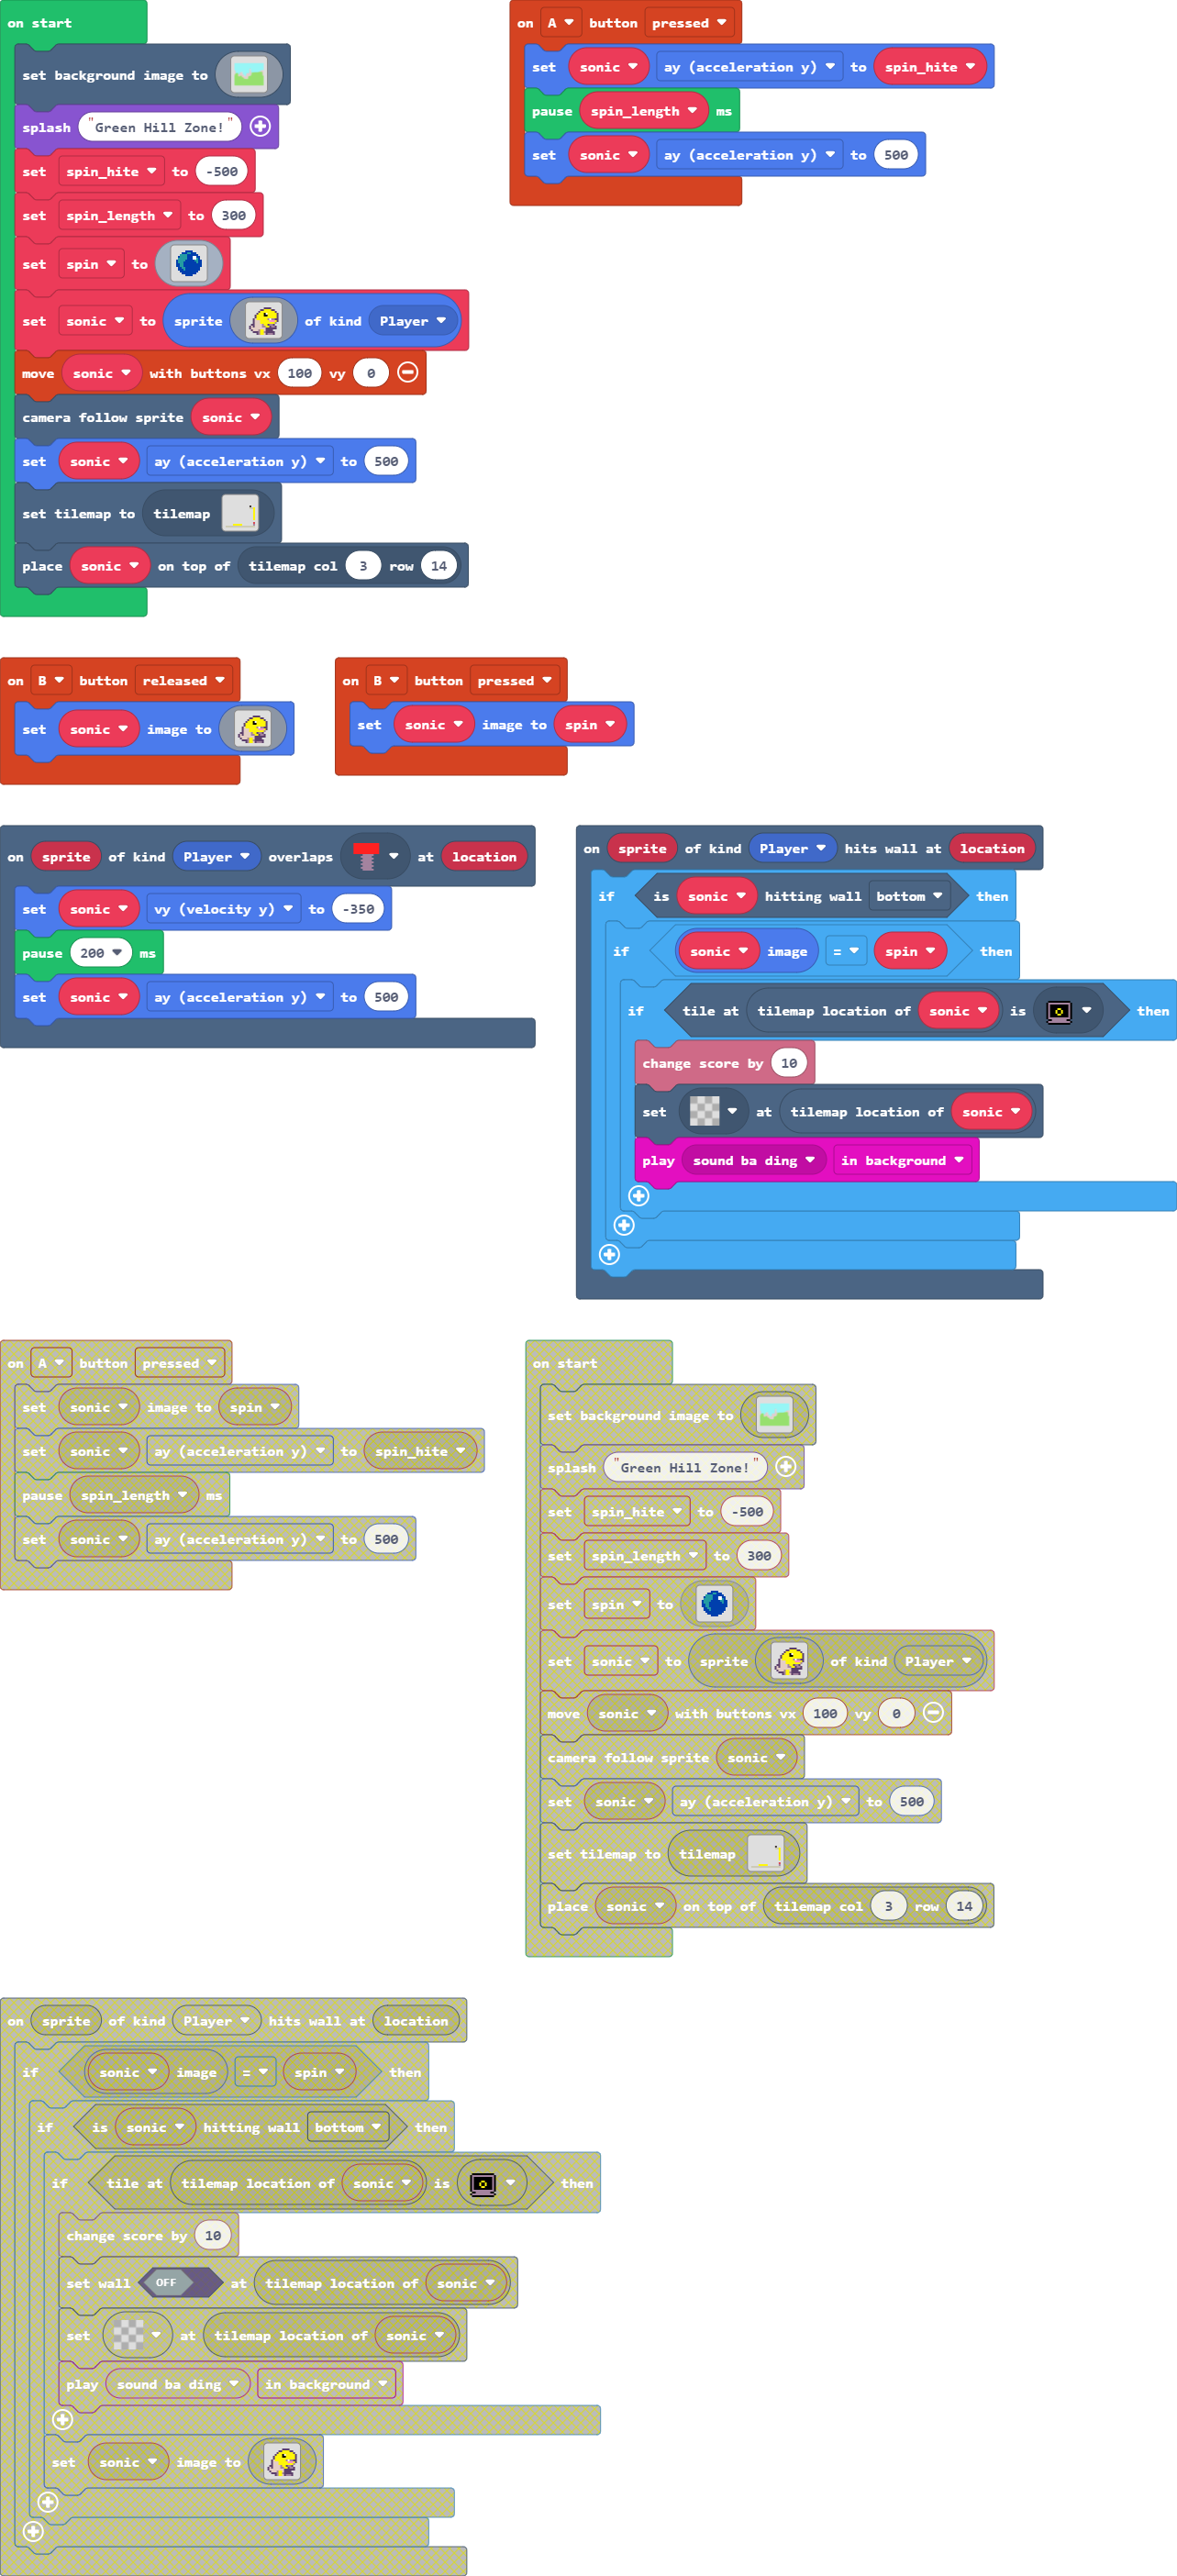 on start
set background image to
splash "Green Hill Zone!"
set spin_hite to -500
set spin_length to 300
set spin to
set sonic to sprite of kind Player
move sonic with buttons vx 100 vy 0
camera follow sprite sonic
set sonic ay (acceleration y) to 500
set tilemap to tilemap
place sonic on top of tilemap col 3 row 14
on A button pressed
set sonic ay (acceleration y) to spin_hite
pause spin_length ms
set sonic ay (acceleration y) to 500
on B button released
set sonic image to
on B button pressed
set sonic image to spin
on sprite of kind Player overlaps at location
set sonic vy (velocity y) to -350
pause 200 ms
set sonic ay (acceleration y) to 500
on sprite of kind Player hits wall at location
if is sonic hitting wall bottom then
if sonic image = spin then
if tile at tilemap location of sonic is then
change score by 10
set at tilemap location of sonic
play sound ba ding in background
on A button pressed
set sonic image to spin
set sonic ay (acceleration y) to spin_hite
pause spin_length ms
set sonic ay (acceleration y) to 500
on start
set background image to
splash "Green Hill Zone!"
set spin_hite to -500
set spin_length to 300
set spin to
set sonic to sprite of kind Player
move sonic with buttons vx 100 vy 0
camera follow sprite sonic
set sonic ay (acceleration y) to 500
set tilemap to tilemap
place sonic on top of tilemap col 3 row 14
on sprite of kind Player hits wall at location
if sonic image = spin then
if is sonic hitting wall bottom then
if tile at tilemap location of sonic is then
change score by 10
set wall OFF at tilemap location of sonic
set at tilemap location of sonic
play sound ba ding in background
set sonic image to